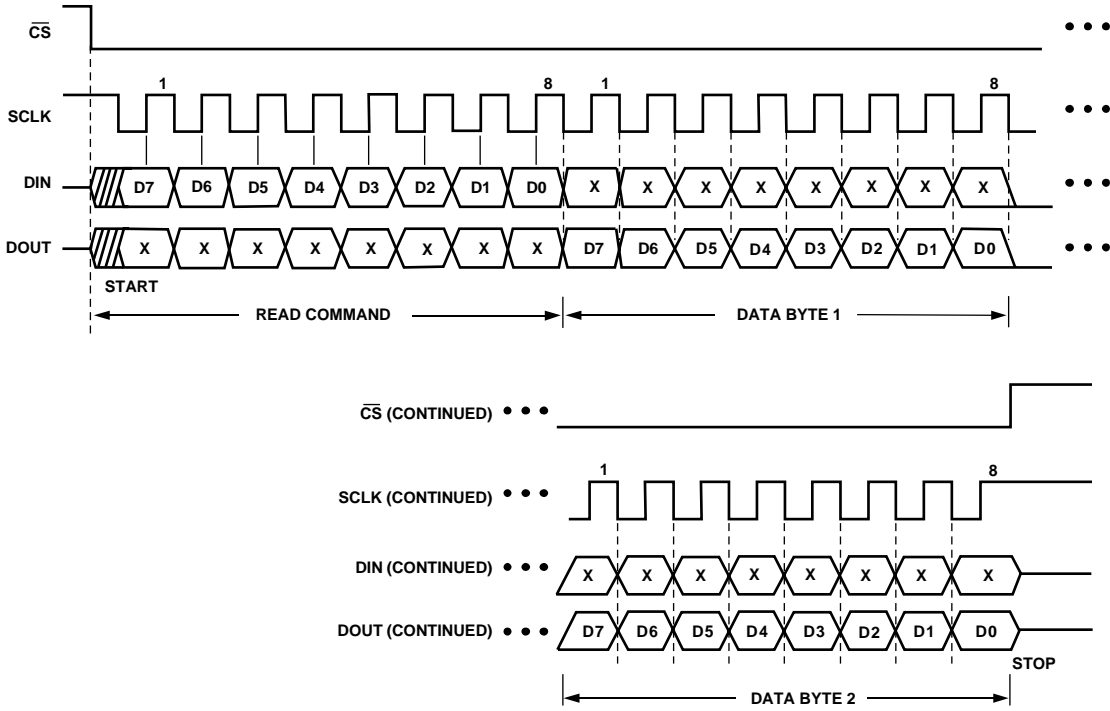 CS
1 8 1 8
SCLK
DIN D7 D6 D5 D4 D3 D2 D1 D0 X X X X X X X X
DOUT X X X X X X X X D7 D6 D5 D4 D3 D2 D1 D0
START
READ COMMAND DATA BYTE 1
CS (CONTINUED)
1 8
SCLK (CONTINUED)
DIN (CONTINUED) X X X X X X X X
DOUT (CONTINUED) D7 D6 D5 D4 D3 D2 D1 D0
STOP
DATA BYTE 2